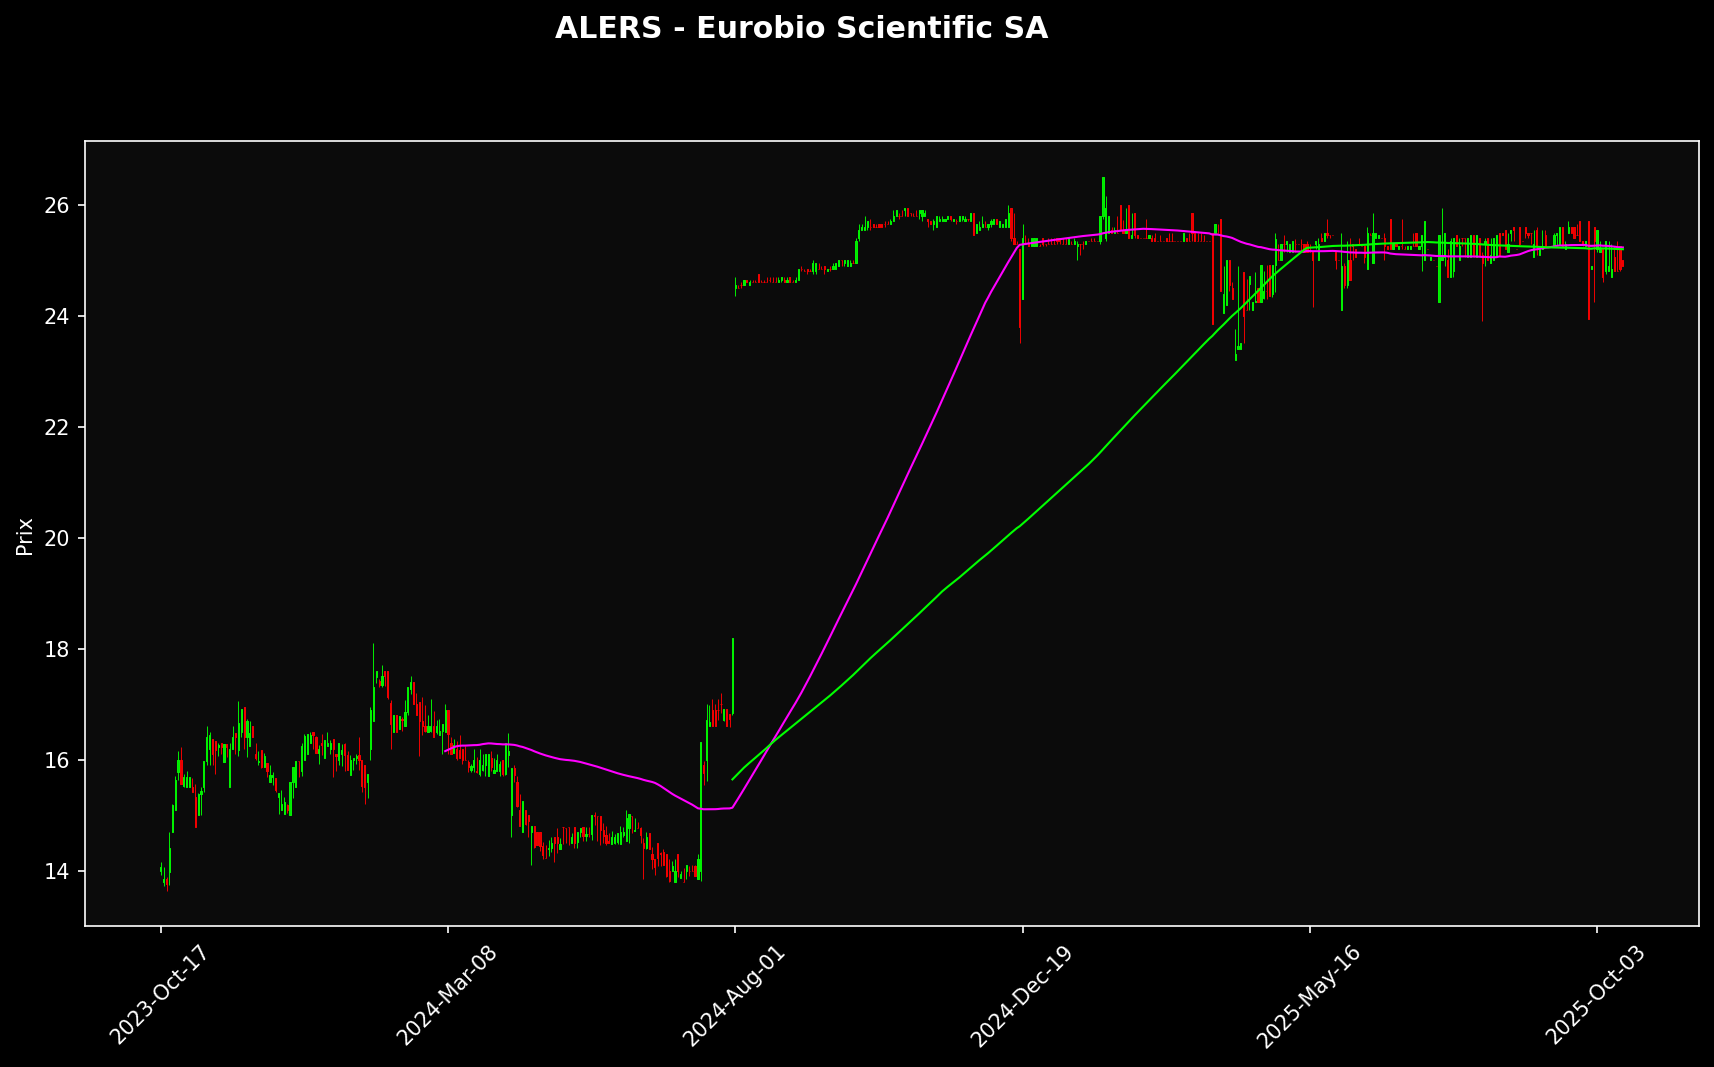 ALERS - Eurobio Scientific SA
Prix
26
24
22
20
18
16
14
2023-Oct-17
2024-Mar-08
2024-Aug-01
2024-Dec-19
2025-May-16
2025-Oct-03